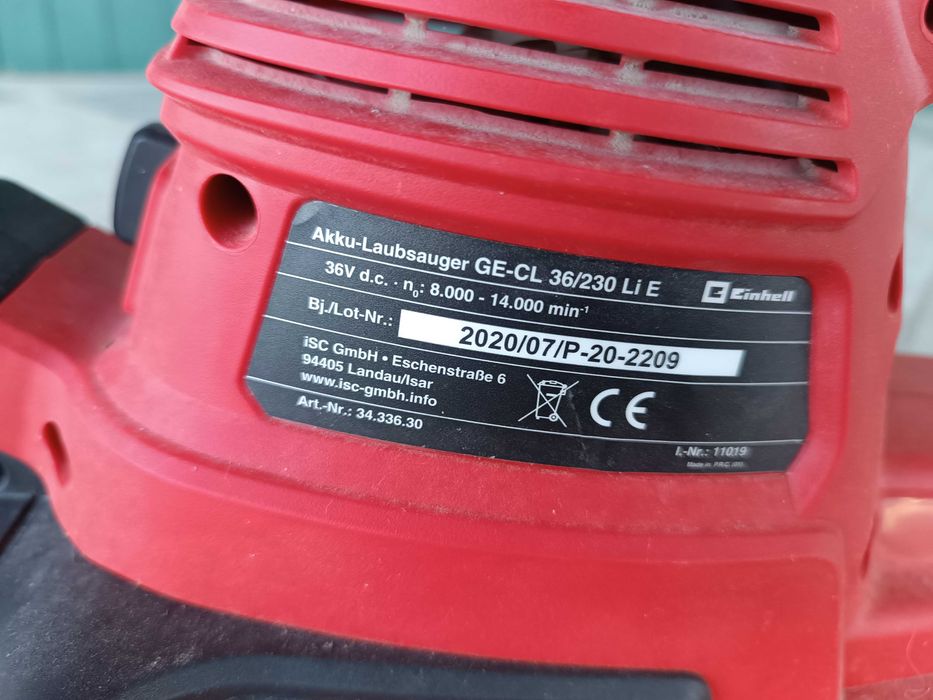 Akku-Laubsauger GE-CL 36/230 Li E
Einhell
36V d.c. · n₀: 8.000 - 14.000 min⁻¹
Bj./Lot-Nr.: 2020/07/P-20-2209
iSC GmbH • Eschenstraße 6
94405 Landau/Isar
www.isc-gmbh.info
CE
Art.-Nr.: 34.336.30
I.-Nr.: 11019
Made in P.R.C.